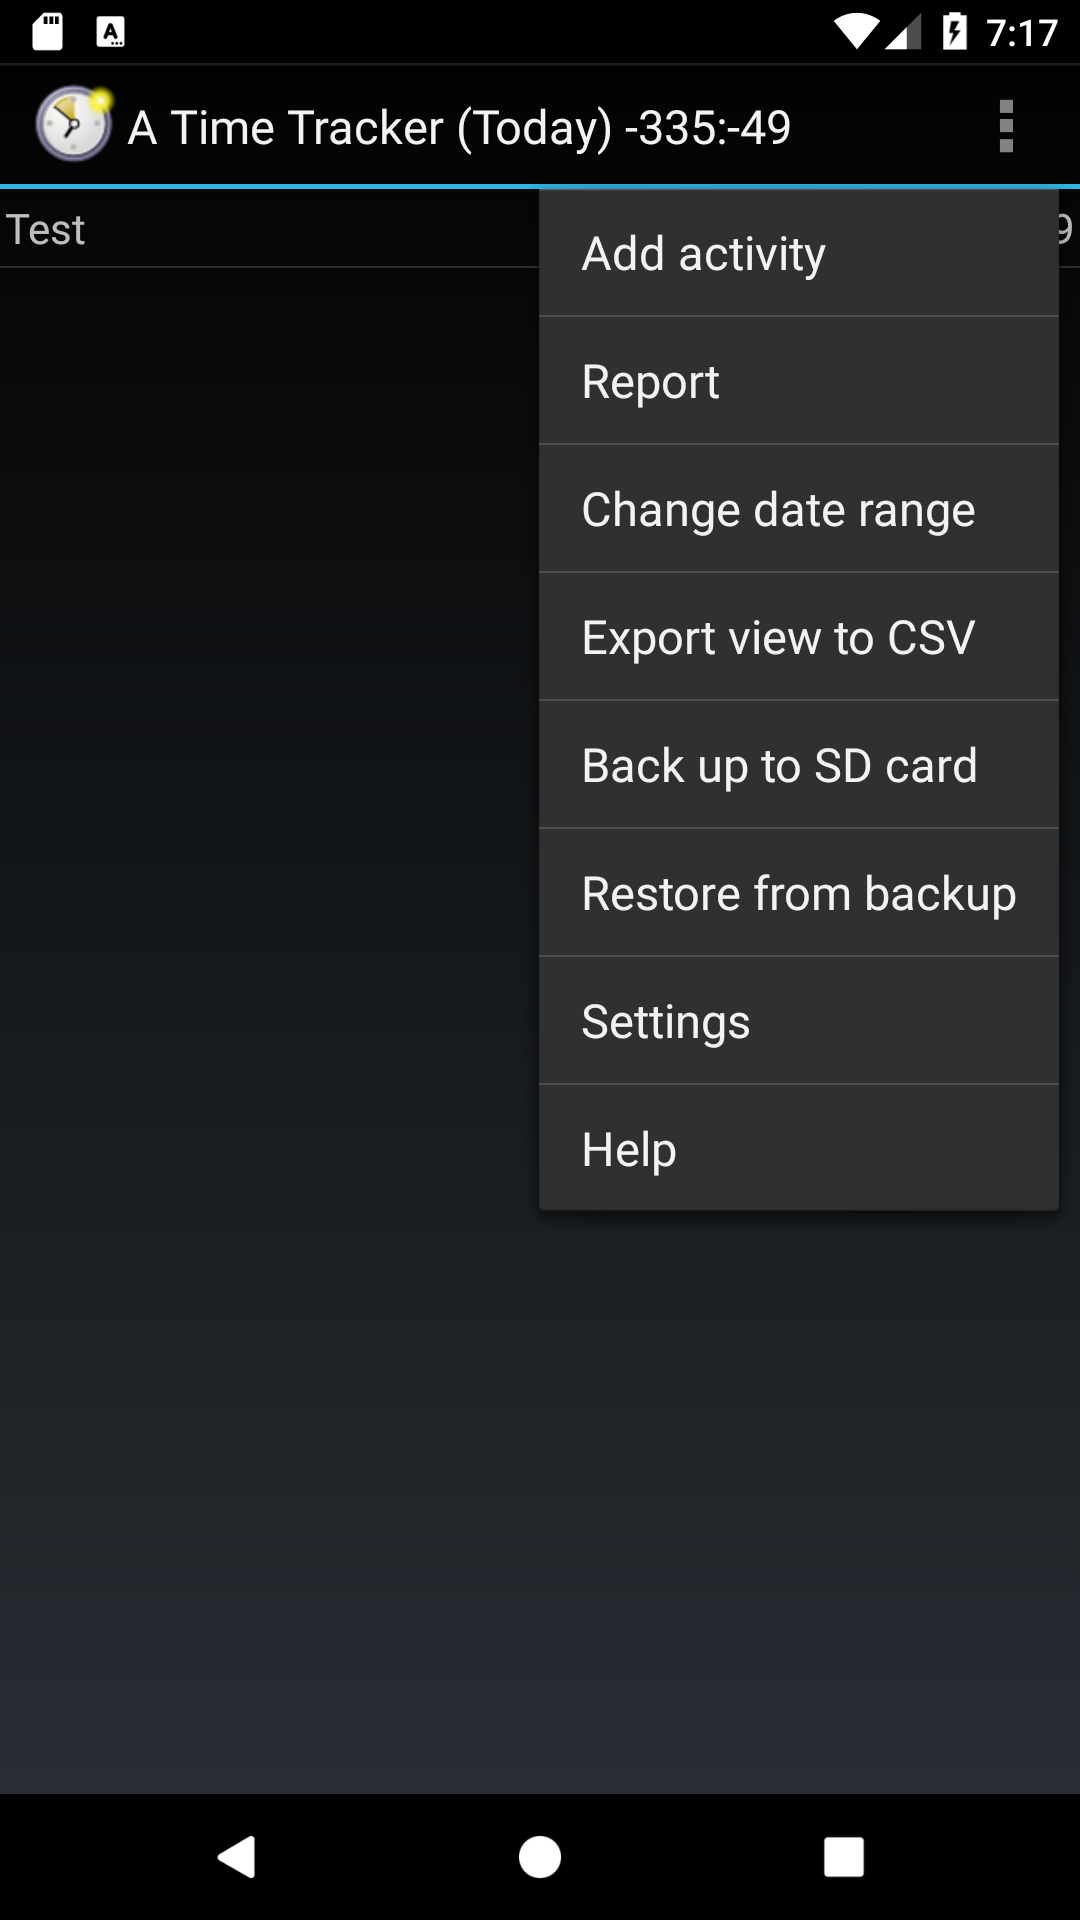 7:17
A Time Tracker (Today) -335:-49
Test
9
Add activity
Report
Change date range
Export view to CSV
Back up to SD card
Restore from backup
Settings
Help